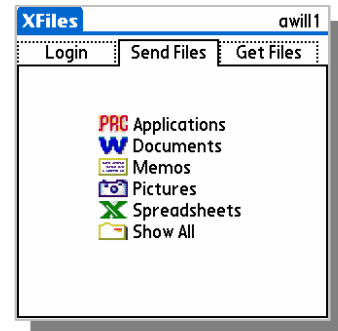 XFiles awill1
Login Send Files Get Files
PRC Applications
W Documents
Memos
Pictures
X Spreadsheets
Show All